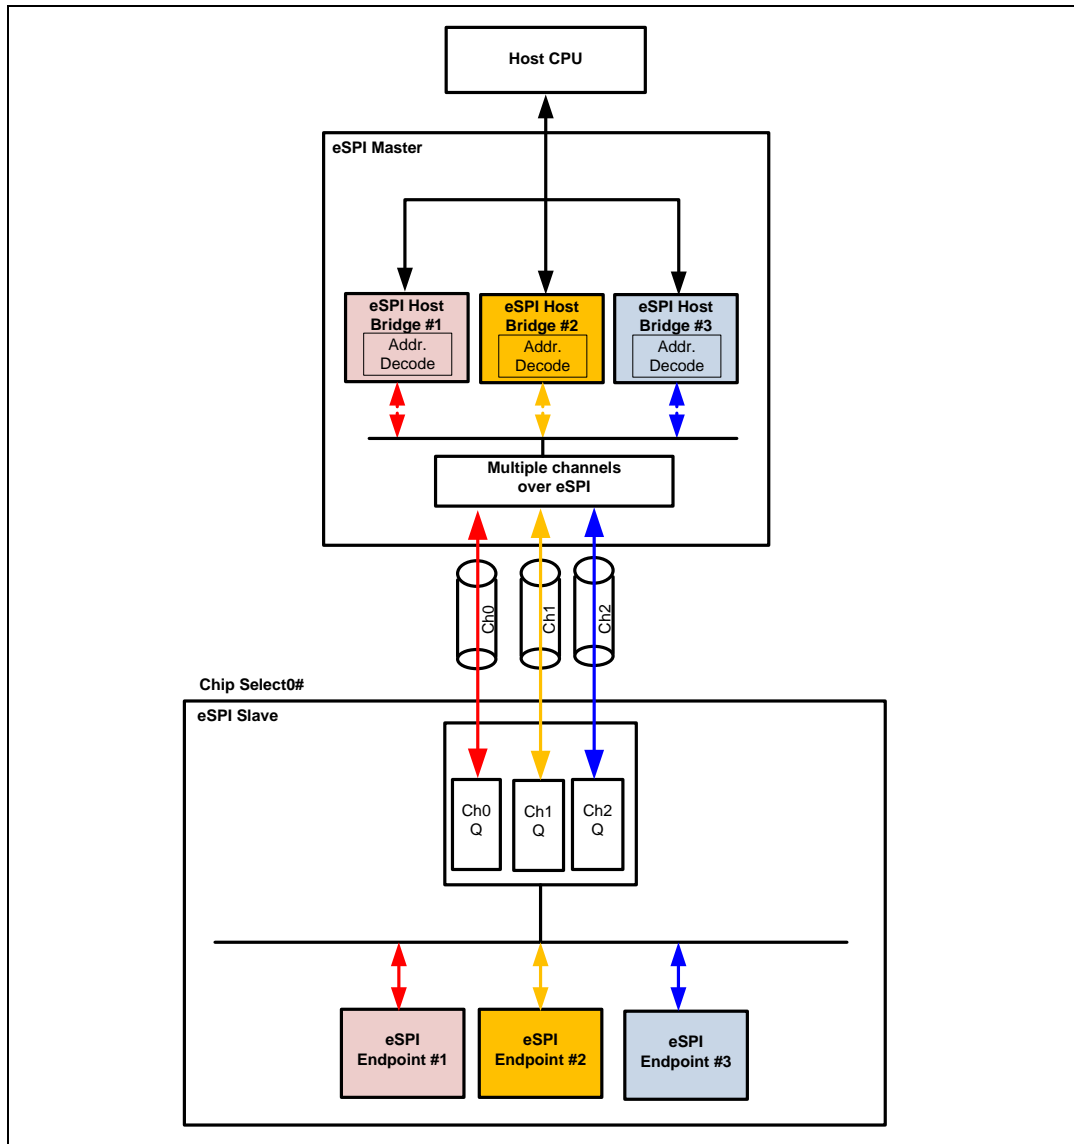 Host CPU
eSPI Master
eSPI Host
Bridge #1
Addr.
Decode
eSPI Host
Bridge #2
Addr.
Decode
eSPI Host
Bridge #3
Addr.
Decode
Multiple channels
over eSPI
Ch0
Ch1
Ch2
Chip Select0#
eSPI Slave
Ch0
Q
Ch1
Q
Ch2
Q
eSPI
Endpoint #1
eSPI
Endpoint #2
eSPI
Endpoint #3